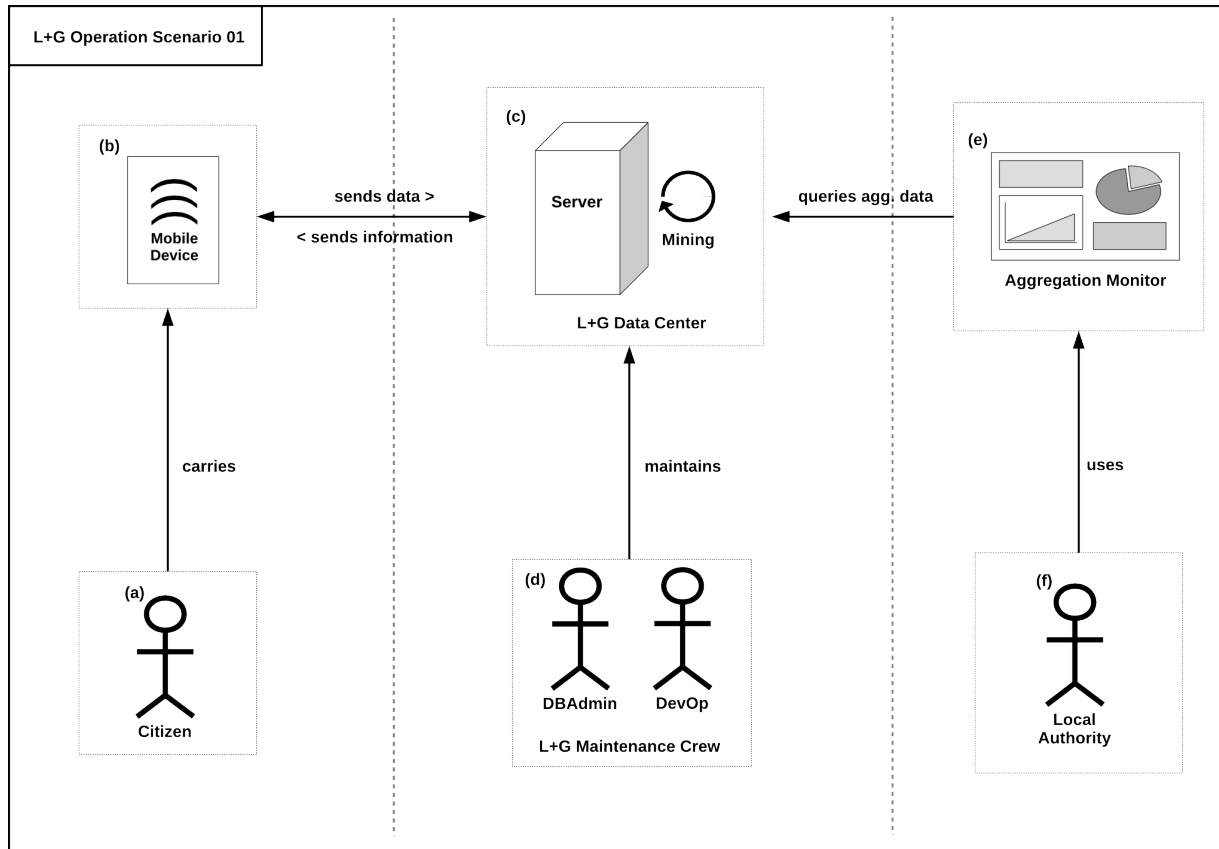 L+G Operation Scenario 01
(b)
Mobile
Device
sends data >
< sends information
(c)
Server
Mining
L+G Data Center
queries agg. data
(e)
Aggregation Monitor
carries
maintains
uses
(a)
Citizen
(d)
DBAdmin
DevOp
L+G Maintenance Crew
(f)
Local
Authority